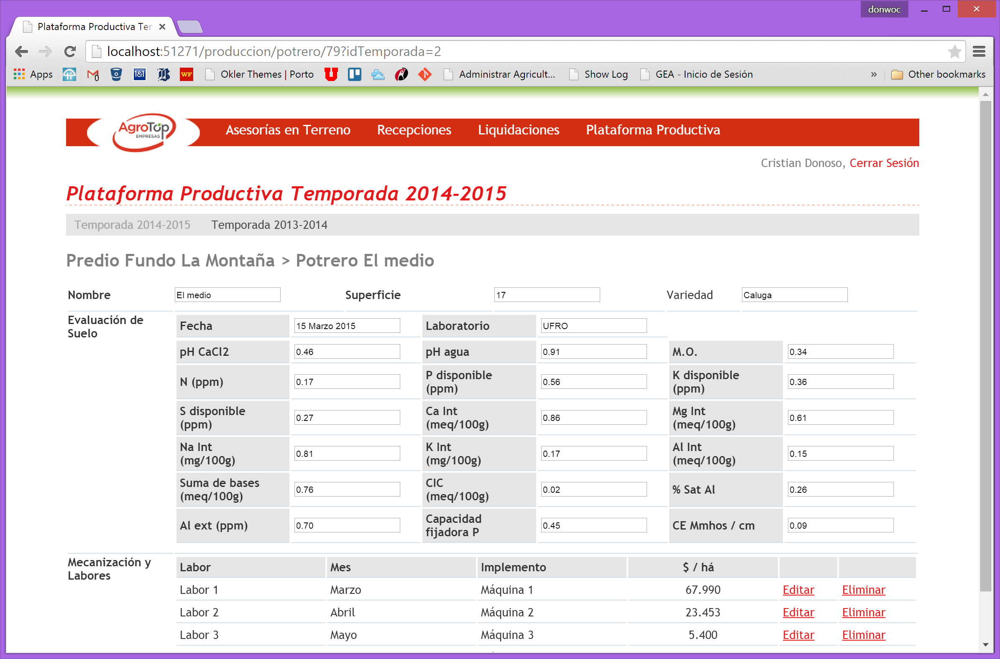 donwoc
Plataforma Productiva Ter
localhost:51271/produccion/potrero/79?idTemporada=2
Apps 0 1&1 WF Okler Themes | Porto Administrar Agricult... Show Log GEA - Inicio de Sesión » Other bookmarks
AgroTop EMPRESAS Asesorías en Terreno Recepciones Liquidaciones Plataforma Productiva
Cristian Donoso, Cerrar Sesión
Plataforma Productiva Temporada 2014-2015
Temporada 2014-2015 Temporada 2013-2014
Predio Fundo La Montaña > Potrero El medio
Nombre El medio Superficie 17 Variedad Caluga
Evaluación de Suelo
Fecha 15 Marzo 2015 Laboratorio UFRO
pH CaCl2 0.46 pH agua 0.91 M.O. 0.34
N (ppm) 0.17 P disponible (ppm) 0.56 K disponible (ppm) 0.36
S disponible (ppm) 0.27 Ca Int (meq/100g) 0.86 Mg Int (meq/100g) 0.61
Na Int (mg/100g) 0.81 K Int (mg/100g) 0.17 Al Int (meq/100g) 0.15
Suma de bases (meq/100g) 0.76 CIC (meq/100g) 0.02 % Sat Al 0.26
Al ext (ppm) 0.70 Capacidad fijadora P 0.45 CE Mmhos / cm 0.09
Mecanización y Labores
Labor Mes Implemento $ / há
Labor 1 Marzo Máquina 1 67.990 Editar Eliminar
Labor 2 Abril Máquina 2 23.453 Editar Eliminar
Labor 3 Mayo Máquina 3 5.400 Editar Eliminar